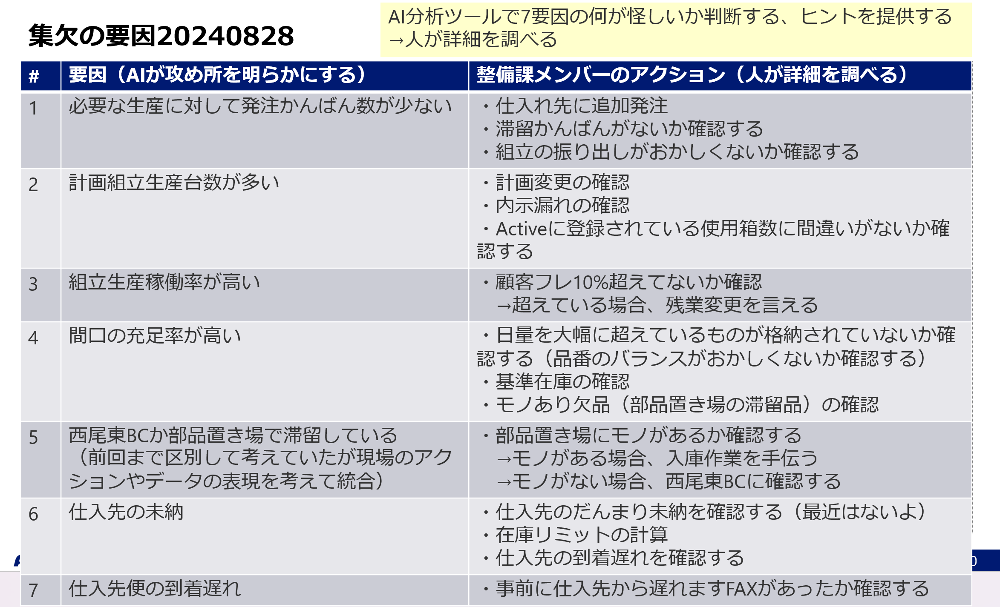 集欠の要因20240828
AI分析ツールで7要因の何が怪しいか判断する、ヒントを提供する
→人が詳細を調べる
# 要因（AIが攻め所を明らかにする） 整備課メンバーのアクション（人が詳細を調べる）
1 必要な生産に対して発注かんばん数が少ない
・仕入れ先に追加発注
・滞留かんばんがないか確認する
・組立の振り出しがおかしくないか確認する
2 計画組立生産台数が多い
・計画変更の確認
・内示漏れの確認
・Activeに登録されている使用箱数に間違いがないか確
認する
3 組立生産稼働率が高い
・顧客フレ10%超えてないか確認
→超えている場合、残業変更を言える
4 間口の充足率が高い
・日量を大幅に超えているものが格納されていないか確
認する（品番のバランスがおかしくないか確認する）
・基準在庫の確認
・モノあり欠品（部品置き場の滞留品）の確認
5 西尾東BCか部品置き場で滞留している
（前回まで区別して考えていたが現場のアク
ションやデータの表現を考えて統合）
・部品置き場にモノがあるか確認する
→モノがある場合、入庫作業を手伝う
→モノがない場合、西尾東BCに確認する
6 仕入先の未納
・仕入先のだんまり未納を確認する（最近はないよ）
・在庫リミットの計算
・仕入先の到着遅れを確認する
7 仕入先便の到着遅れ
・事前に仕入先から遅れますFAXがあったか確認する